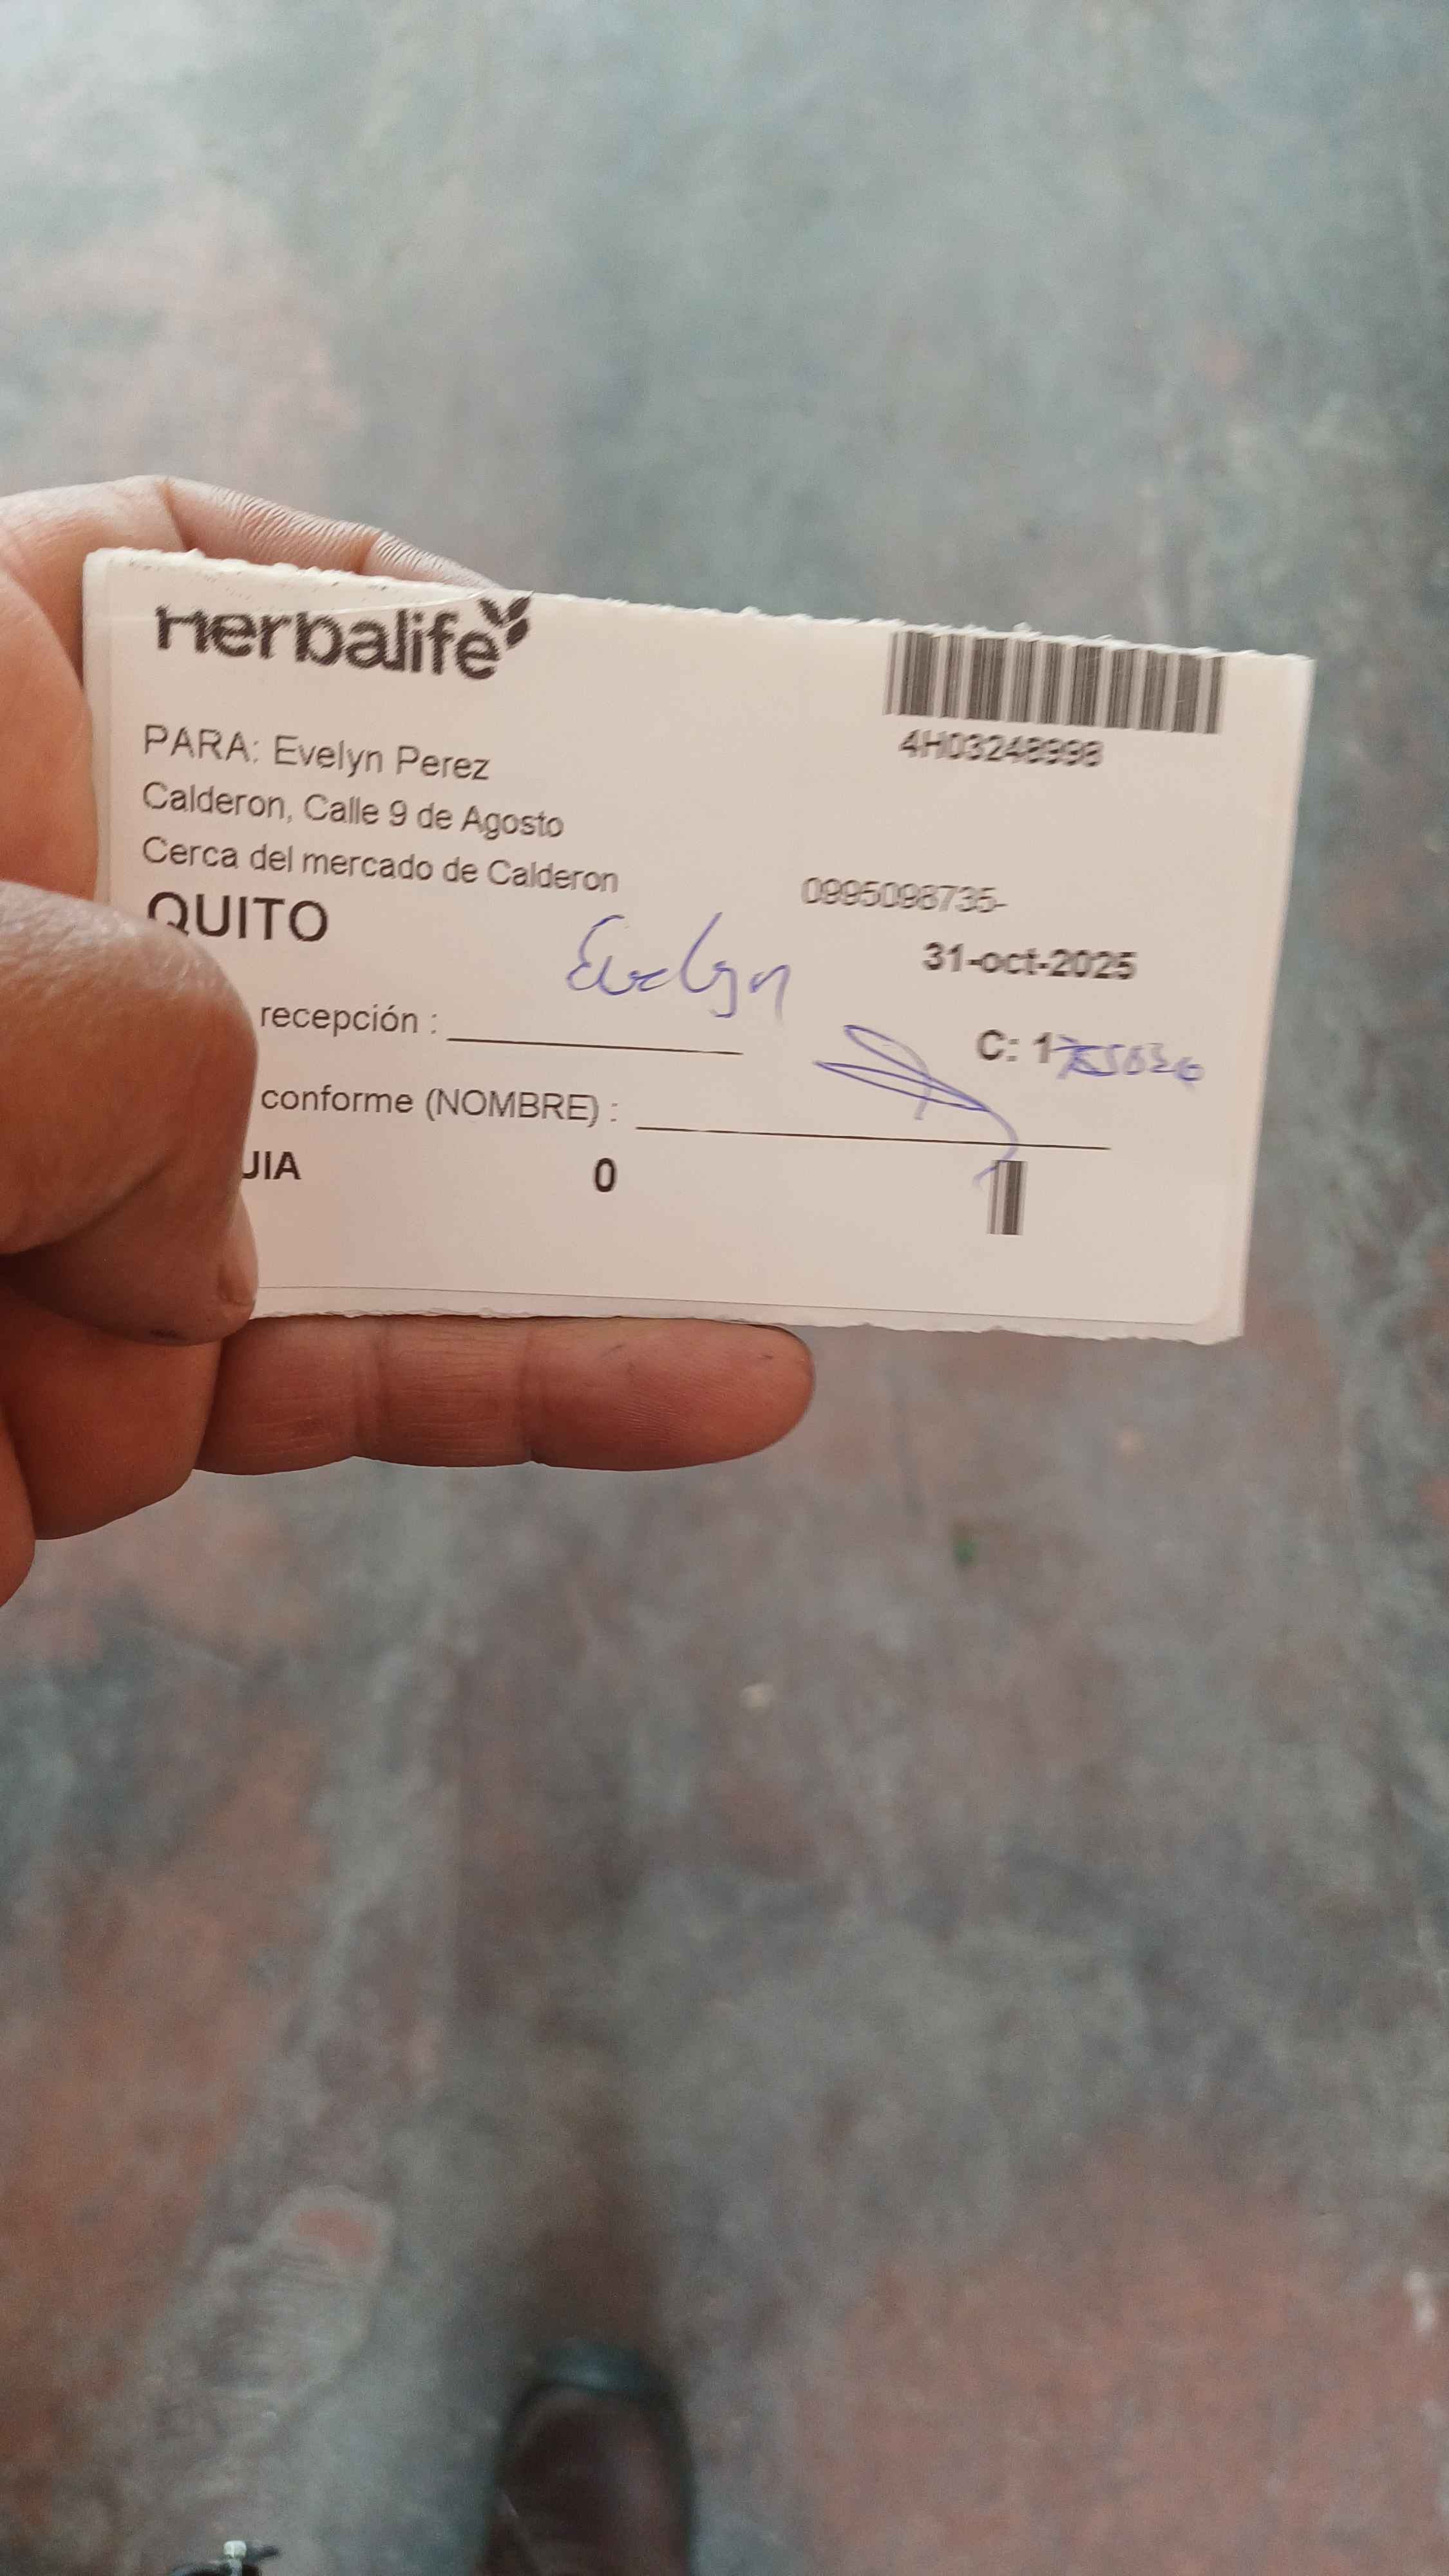 Herbalife
4H03248998
PARA: Evelyn Perez
Calderon, Calle 9 de Agosto
Cerca del mercado de Calderon
0995098735-
QUITO
31-oct-2025
Evelyn
recepción :
C: 1
conforme (NOMBRE) :
UIA 0